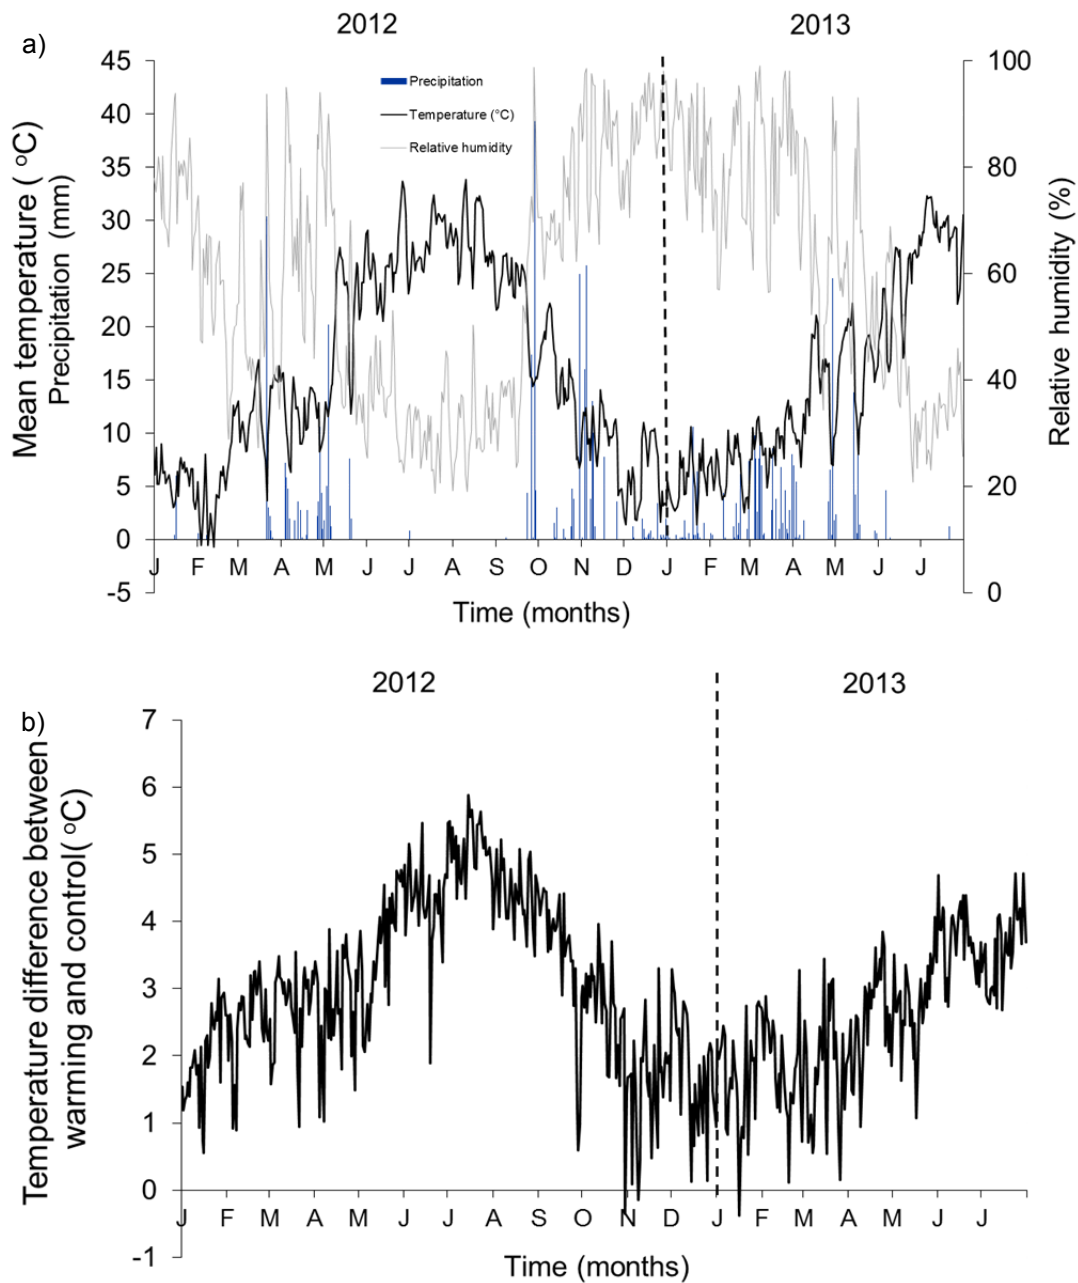 2012 2013
a)
45 100
Precipitation
40
Temperature (°C)
35 80
Relative humidity
30
25 60
20
15 40
10
5 20
0
J F M A M J J A S O N D J F M A M J J
-5 0
Mean temperature ( °C)
Precipitation (mm)
Relative humidity (%)
Time (months)
2012 2013
b)
7
6
5
4
3
2
1
0
J F M A M J J A S O N D J F M A M J J
-1
Temperature difference between
warming and control( °C)
Time (months)